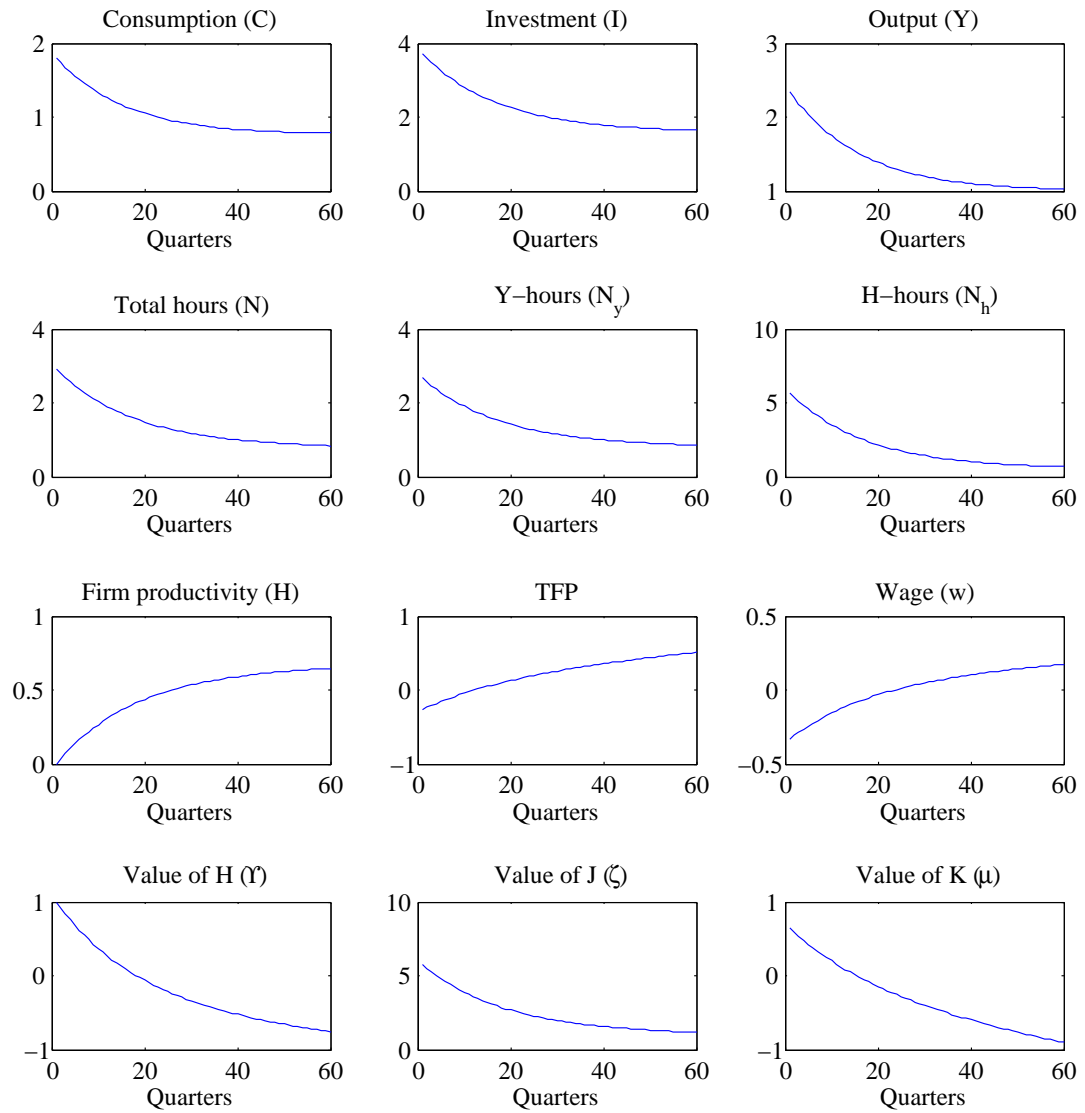 Consumption (C) Investment (I) Output (Y)
2 4 3
1 2 2
0 0 1
0 20 40 60 0 20 40 60 0 20 40 60
Quarters Quarters Quarters
Total hours (N) Y−hours (N_y) H−hours (N_h)
4 4 10
2 2 5
0 0 0
0 20 40 60 0 20 40 60 0 20 40 60
Quarters Quarters Quarters
Firm productivity (H) TFP Wage (w)
1 1 0.5
0.5 0 0
0 −1 −0.5
0 20 40 60 0 20 40 60 0 20 40 60
Quarters Quarters Quarters
Value of H (ϒ) Value of J (ζ) Value of K (μ)
1 10 1
0 5 0
−1 0 −1
0 20 40 60 0 20 40 60 0 20 40 60
Quarters Quarters Quarters